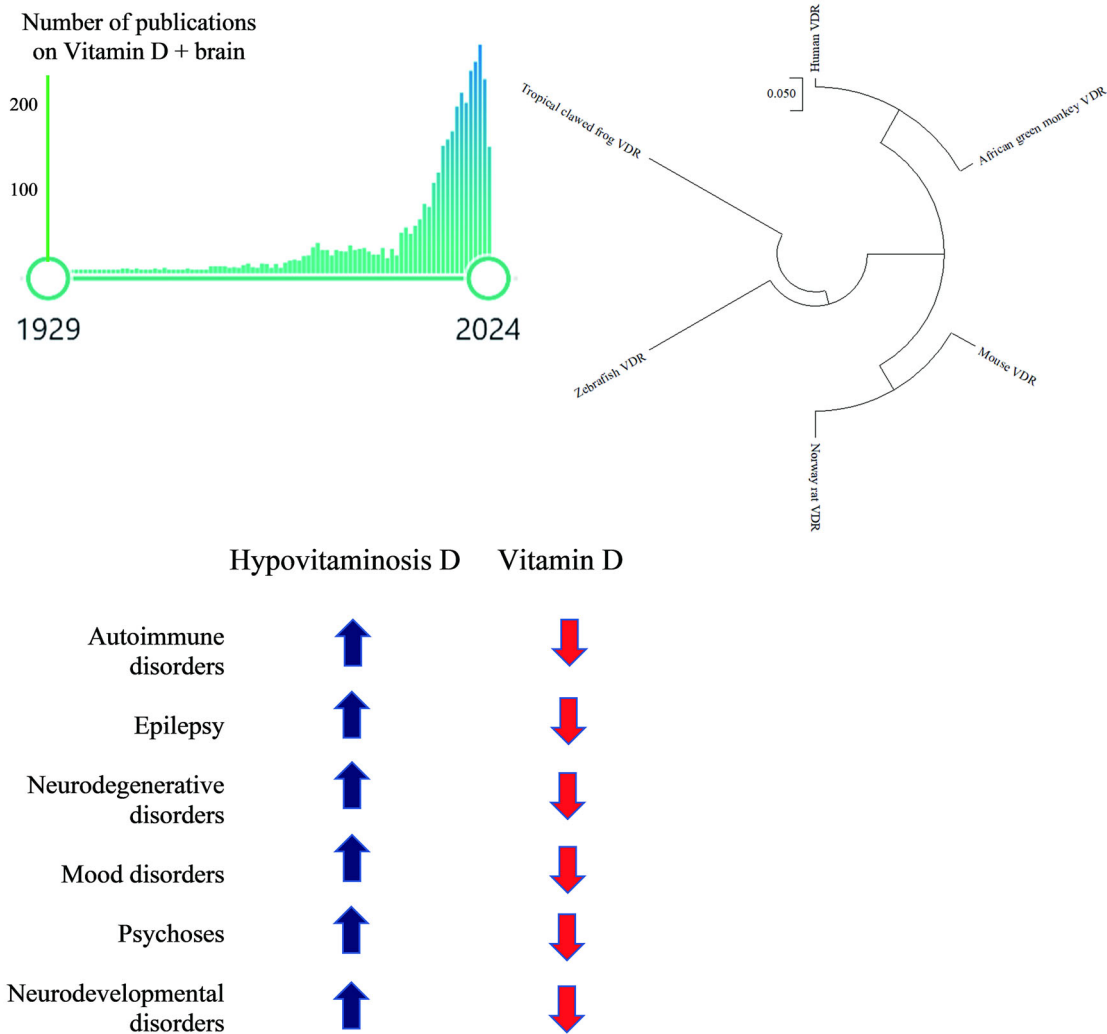 Number of publications
on Vitamin D + brain
200
100
1929
2024
0.050
Human VDR
African green monkey VDR
Tropical clawed frog VDR
Zebrafish VDR
Mouse VDR
Norway rat VDR
Hypovitaminosis D
Vitamin D
Autoimmune
disorders
Epilepsy
Neurodegenerative
disorders
Mood disorders
Psychoses
Neurodevelopmental
disorders